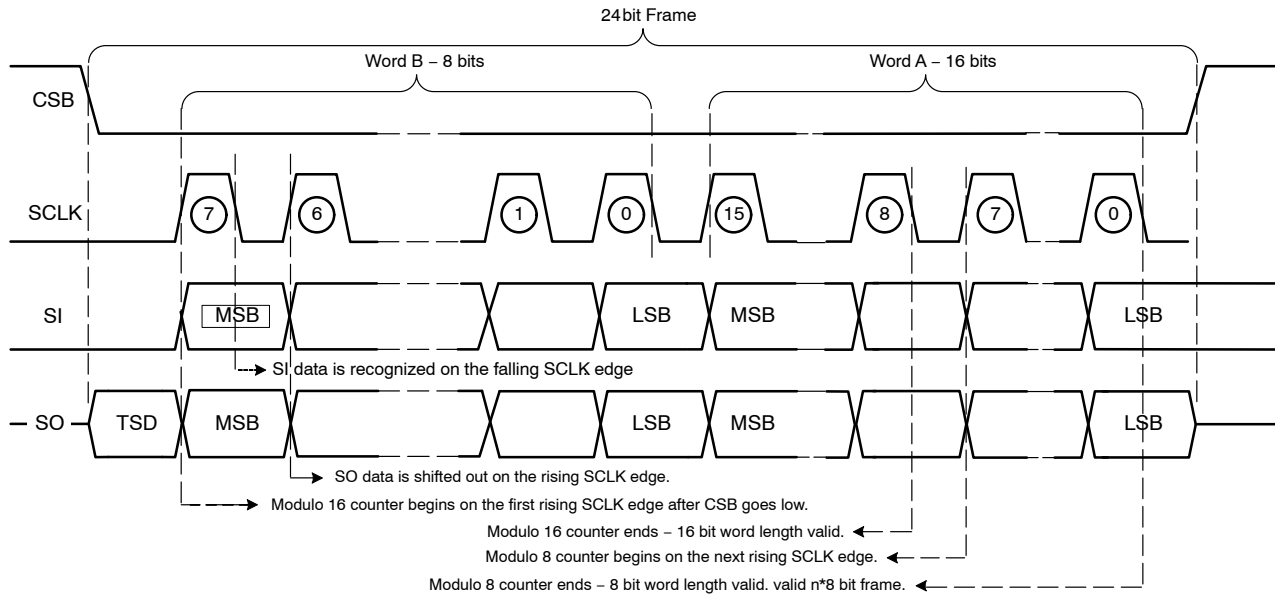 24bit Frame
Word B – 8 bits
Word A – 16 bits
CSB
SCLK
7
6
1
0
15
8
7
0
SI
MSB
LSB
MSB
LSB
SI data is recognized on the falling SCLK edge
SO
TSD
MSB
LSB
MSB
LSB
SO data is shifted out on the rising SCLK edge.
Modulo 16 counter begins on the first rising SCLK edge after CSB goes low.
Modulo 16 counter ends – 16 bit word length valid.
Modulo 8 counter begins on the next rising SCLK edge.
Modulo 8 counter ends – 8 bit word length valid. valid n*8 bit frame.